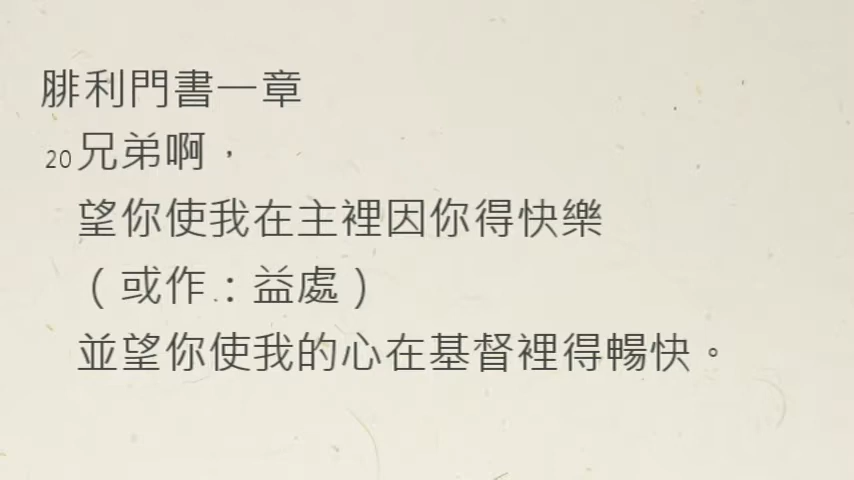 腓利門書一章
20兄弟啊，
望你使我在主裡因你得快樂
（或作：益處）
並望你使我的心在基督裡得暢快。